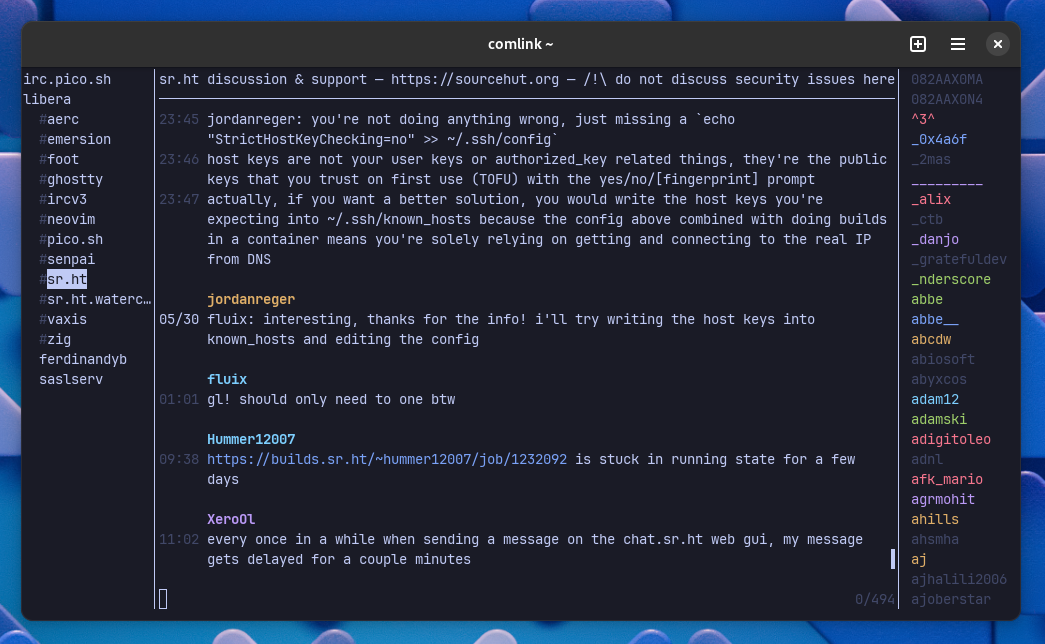 comlink ~
irc.pico.sh
libera
#aerc
#emersion
#foot
#ghostty
#ircv3
#neovim
#pico.sh
#senpai
#sr.ht
#sr.ht.waterc…
#vaxis
#zig
ferdinandyb
saslserv
sr.ht discussion & support — https://sourcehut.org — /!\ do not discuss security issues here
23:45 jordanreger: you're not doing anything wrong, just missing a `echo
"StrictHostKeyChecking=no" >> ~/.ssh/config`
23:46 host keys are not your user keys or authorized_key related things, they're the public
keys that you trust on first use (TOFU) with the yes/no/[fingerprint] prompt
23:47 actually, if you want a better solution, you would write the host keys you're
expecting into ~/.ssh/known_hosts because the config above combined with doing builds
in a container means you're solely relying on getting and connecting to the real IP
from DNS
jordanreger
05/30 fluix: interesting, thanks for the info! i'll try writing the host keys into
known_hosts and editing the config
fluix
01:01 gl! should only need to one btw
Hummer12007
09:38 https://builds.sr.ht/~hummer12007/job/1232092 is stuck in running state for a few
days
XeroOl
11:02 every once in a while when sending a message on the chat.sr.ht web gui, my message
gets delayed for a couple minutes
0/494
082AAX0MA
082AAX0N4
^3^
_0x4a6f
_2mas
_________
_alix
_ctb
_danjo
_gratefuldev
_nderscore
abbe
abbe__
abcdw
abiosoft
abyxcos
adam12
adamski
adigitoleo
adnl
afk_mario
agrmohit
ahills
ahsmha
aj
ajhalili2006
ajoberstar